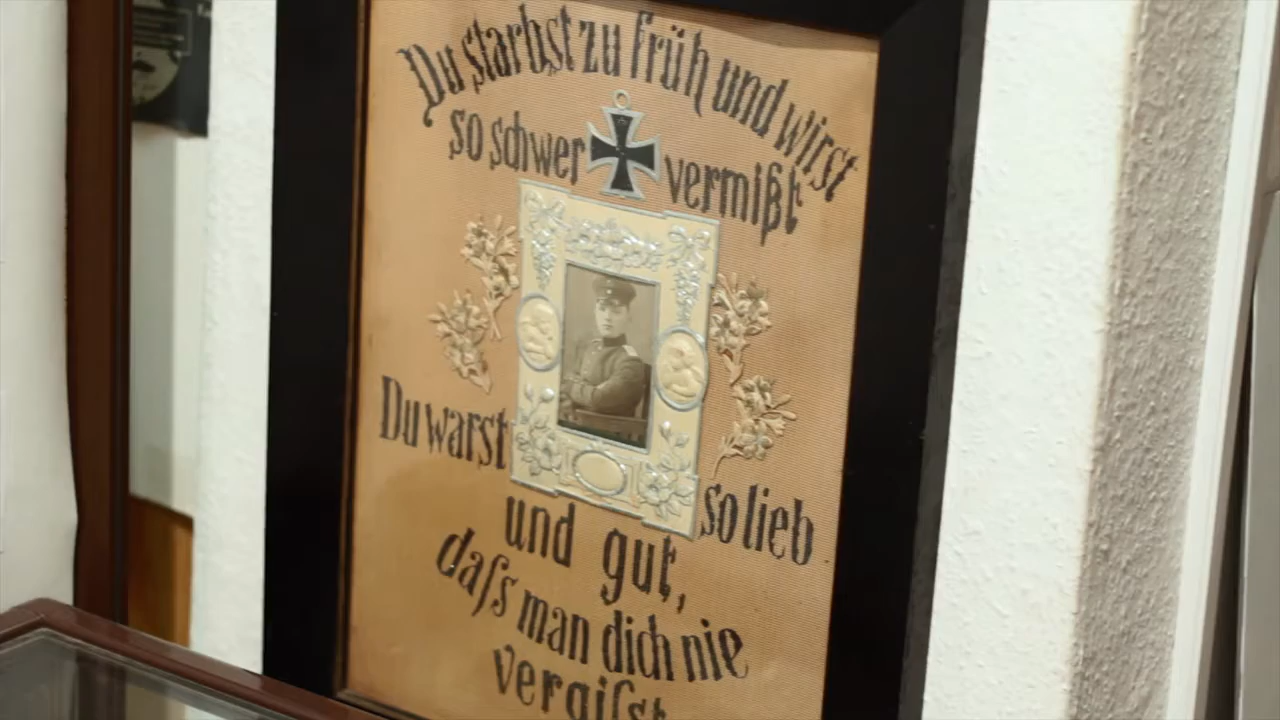 Du starbst zu früh und wirst
so schwer vermißt
Du warst so lieb
und gut,
daſs man dich nie
vergiſst